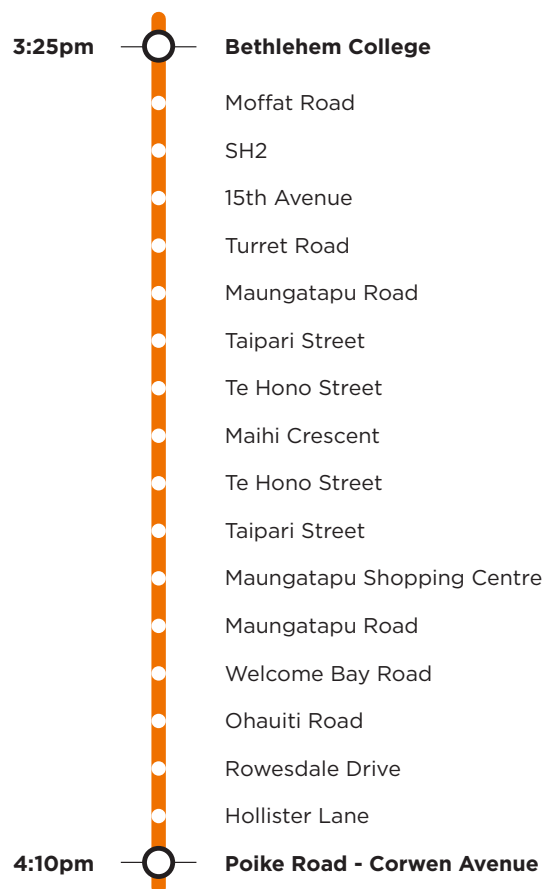 3:25pm Bethlehem College
Moffat Road
SH2
15th Avenue
Turret Road
Maungatapu Road
Taipari Street
Te Hono Street
Maihi Crescent
Te Hono Street
Taipari Street
Maungatapu Shopping Centre
Maungatapu Road
Welcome Bay Road
Ohauiti Road
Rowesdale Drive
Hollister Lane
4:10pm Poike Road - Corwen Avenue